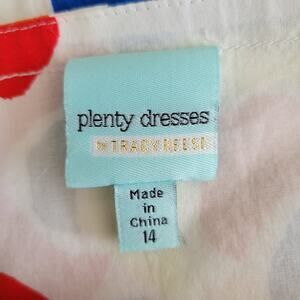 plenty dresses
by TRACY REESE
Made
in
China
14